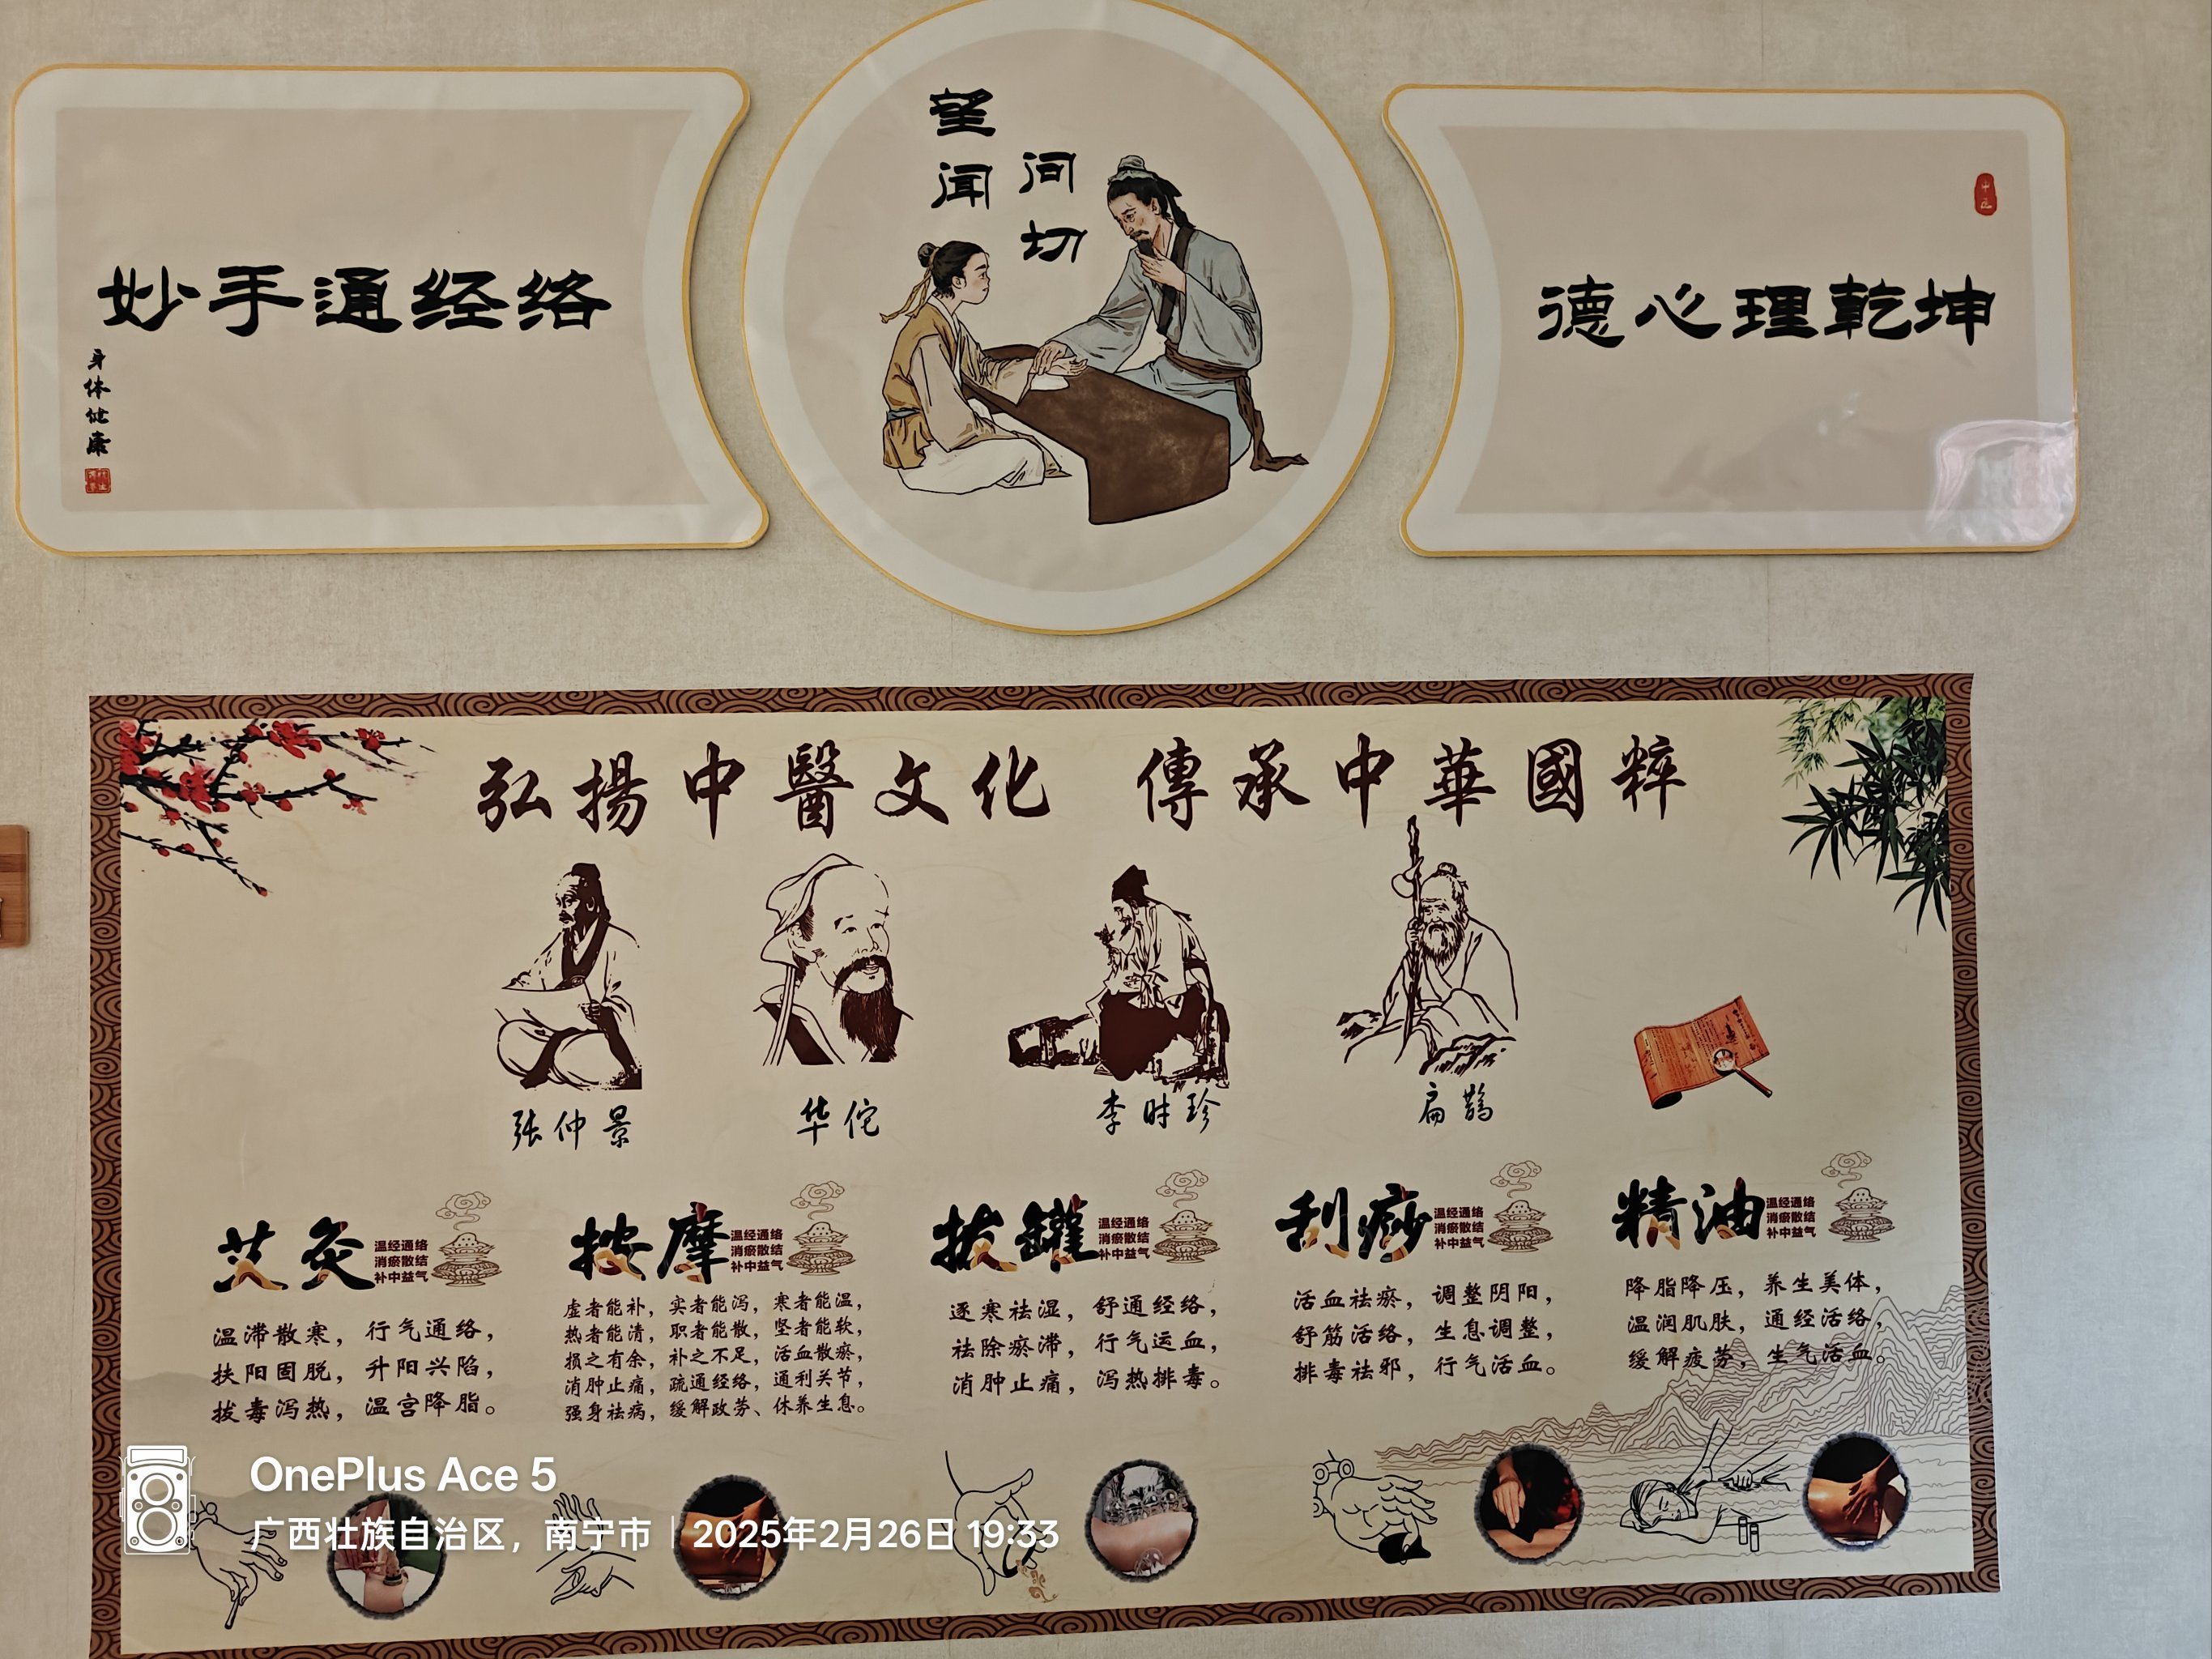 妙手通经络
身体健康
望闻
问切
德心理乾坤
中医
弘揚中醫文化 傳承中華國粹
张仲景
华佗
李时珍
扁鹊
艾灸
温经通络
消瘀散结
补中益气
温滞散寒，行气通络，
扶阳固脱，升阳兴陷，
拔毒泻热，温宫降脂。
按摩
温经通络
消瘀散结
补中益气
虚者能补，实者能泻，寒者能温，
热者能清，职者能散，坚者能软，
损之有余，补之不足，活血散瘀，
消肿止痛，疏通经络，通利关节，
强身祛病，缓解政劳、休养生息。
拔罐
温经通络
消瘀散结
补中益气
逐寒祛湿，舒通经络，
祛除瘀滞，行气运血，
消肿止痛，泻热排毒。
刮痧
温经通络
消瘀散结
补中益气
活血祛瘀，调整阴阳，
舒筋活络，生息调整，
排毒祛邪，行气活血。
精油
温经通络
消瘀散结
补中益气
降脂降压，养生美体，
温润肌肤，通经活络，
缓解疲劳，生气活血。
OnePlus Ace 5
广西壮族自治区，南宁市｜2025年2月26日 19:33